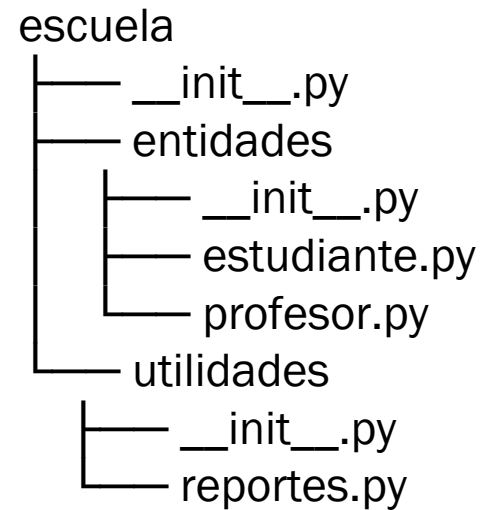 escuela
__init__.py
entidades
__init__.py
estudiante.py
profesor.py
utilidades
__init__.py
reportes.py